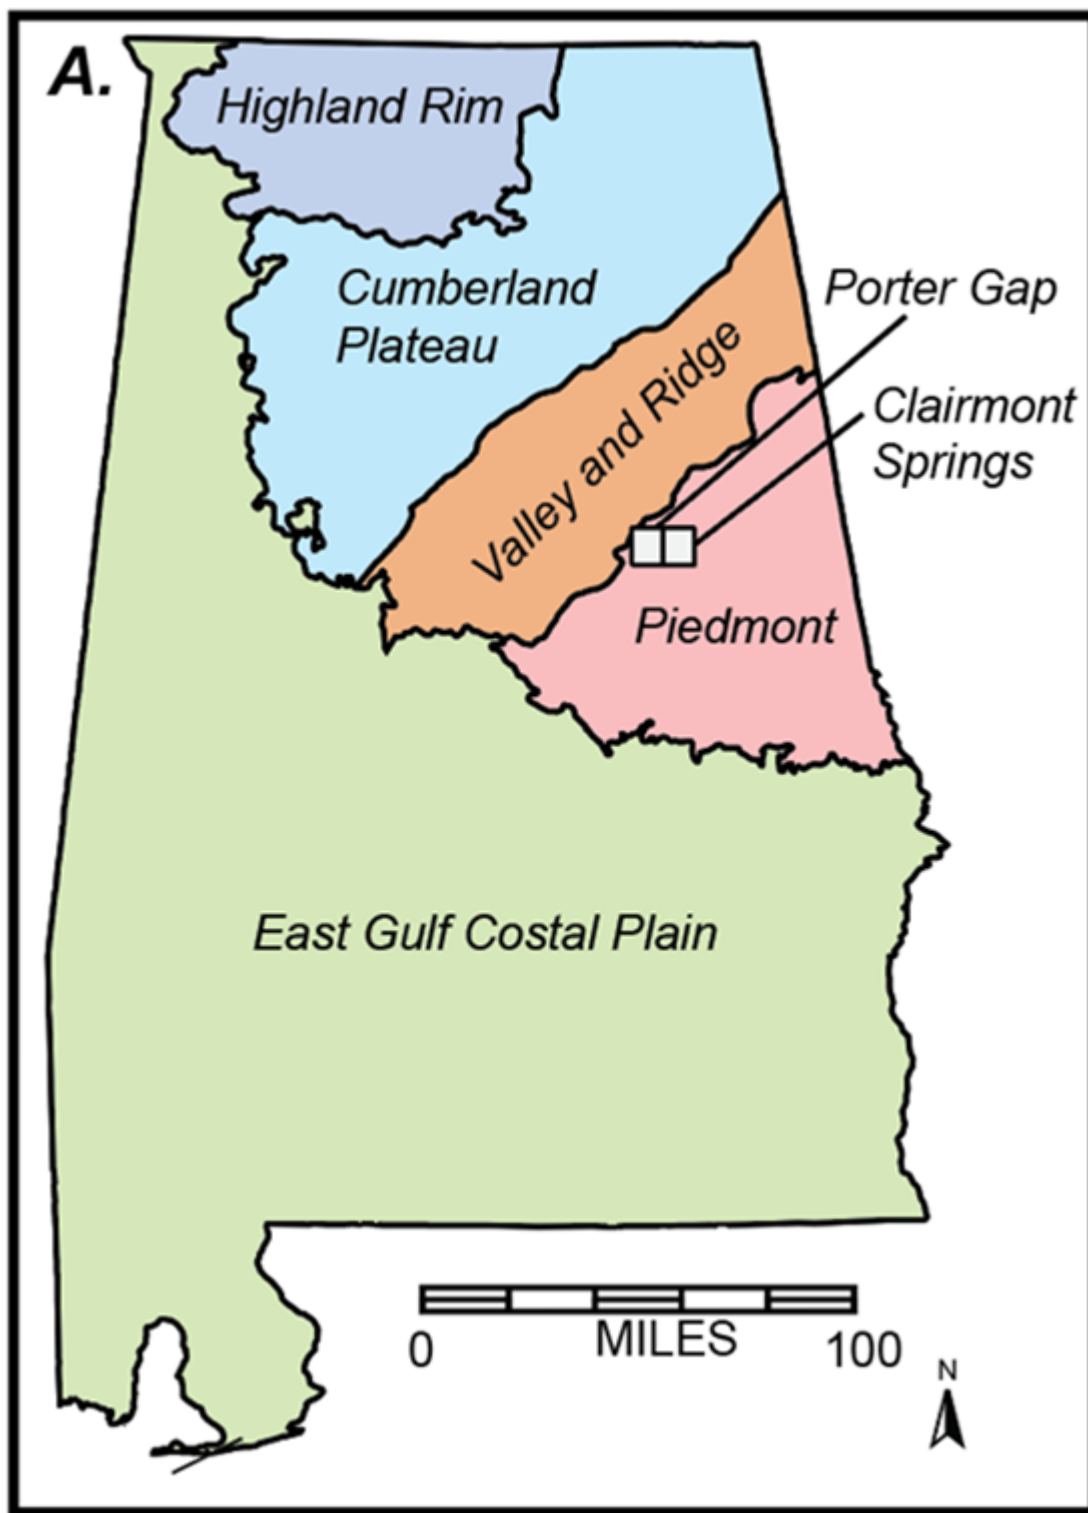 A.
Highland Rim
Cumberland
Plateau
Porter Gap
Valley and Ridge
Clairmont
Springs
Piedmont
East Gulf Costal Plain
MILES
0
100
N